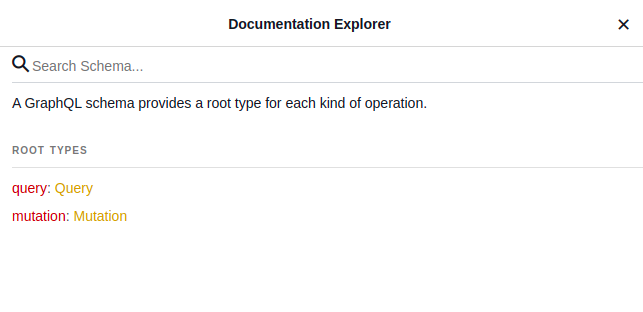 Documentation Explorer ✕
Search Schema...
A GraphQL schema provides a root type for each kind of operation.
ROOT TYPES
query: Query
mutation: Mutation